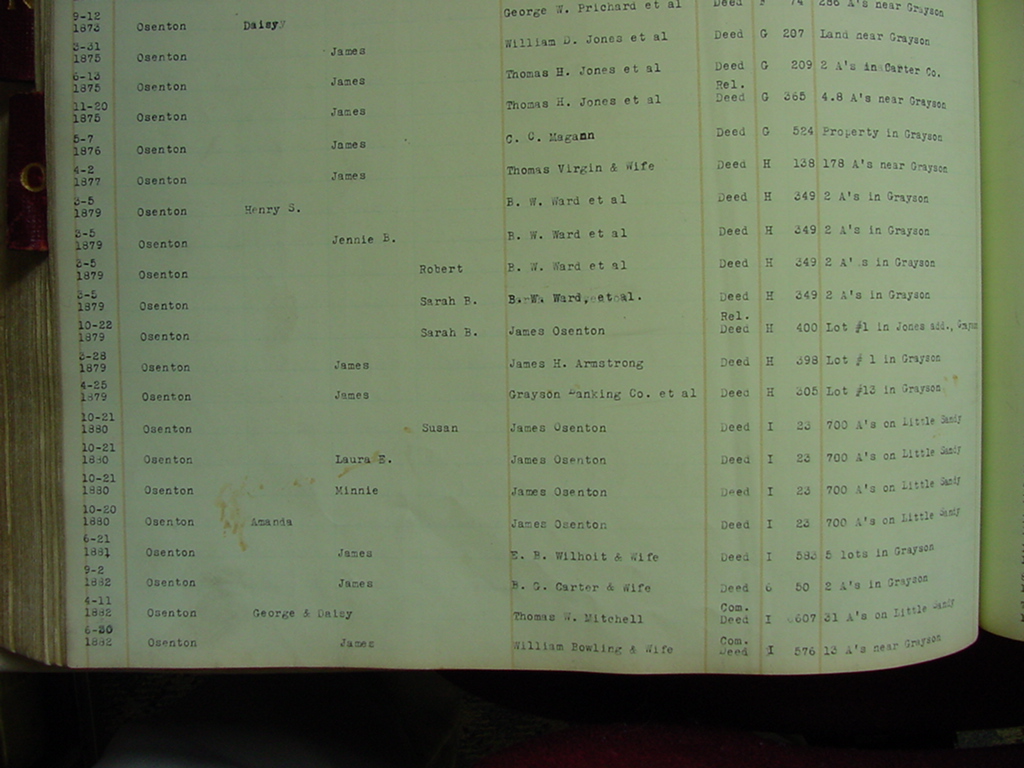 George W. Prichard et al Deed F 74 286 A's near Grayson
9-12
1873 Osenton Daisy William D. Jones et al Deed G 207 Land near Grayson
3-31
1875 Osenton James Thomas H. Jones et al Deed G 209 2 A's in Carter Co.
6-13 Rel.
1875 Osenton James Thomas H. Jones et al Deed G 365 4.8 A's near Grayson
11-20
1875 Osenton James C. C. Magann Deed G 524 Property in Grayson
5-7
1876 Osenton James Thomas Virgin & Wife Deed H 138 178 A's near Grayson
4-2
1877 Osenton James B. W. Ward et al Deed H 349 2 A's in Grayson
3-5
1879 Osenton Henry S. B. W. Ward et al Deed H 349 2 A's in Grayson
3-5
1879 Osenton Jennie B. B. W. Ward et al Deed H 349 2 A's in Grayson
3-5
1879 Osenton Robert B. W. Ward, et al. Deed H 349 2 A's in Grayson
3-5 Rel.
1879 Osenton Sarah B. James Osenton Deed H 400 Lot #1 in Jones add.,
10-22
1879 Osenton Sarah B. James H. Armstrong Deed H 398 Lot # 1 in Grayson
3-28
1879 Osenton James Grayson Banking Co. et al Deed H 305 Lot #13 in Grayson
4-25
1879 Osenton James James Osenton Deed I 23 700 A's on Little Sandy
10-21
1880 Osenton Susan James Osenton Deed I 23 700 A's on Little Sandy
10-21
1880 Osenton Laura E. James Osenton Deed I 23 700 A's on Little Sandy
10-21
1880 Osenton Minnie James Osenton Deed I 23 700 A's on Little Sandy
10-20
1880 Osenton Amanda E. B. Wilhoit & Wife Deed I 583 5 lots in Grayson
6-21
1881 Osenton James B. G. Carter & Wife Deed 6 50 2 A's in Grayson
9-2 Com.
1882 Osenton James Thomas W. Mitchell Deed I 607 31 A's on Little Sandy
4-11 Com.
1882 Osenton George & Daisy William Bowling & Wife Deed I 576 13 A's near Grayson
6-30
1882 Osenton James
O